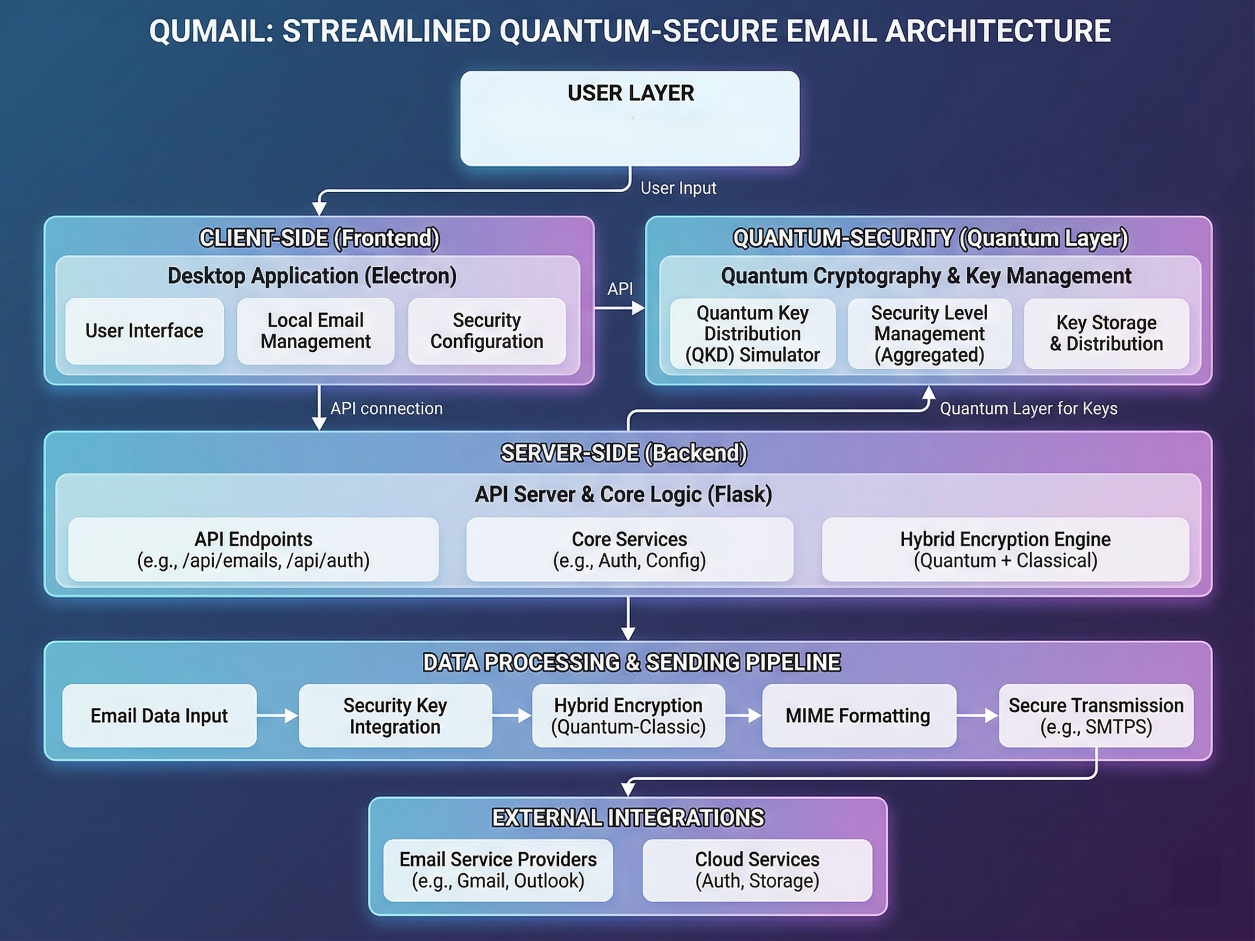 QUMAIL: STREAMLINED QUANTUM-SECURE EMAIL ARCHITECTURE
USER LAYER
User Input
CLIENT-SIDE (Frontend)
Desktop Application (Electron)
User Interface
Local Email
Management
Security
Configuration
API
QUANTUM-SECURITY (Quantum Layer)
Quantum Cryptography & Key Management
Quantum Key
Distribution
(QKD) Simulator
Security Level
Management
(Aggregated)
Key Storage
& Distribution
API connection
Quantum Layer for Keys
SERVER-SIDE (Backend)
API Server & Core Logic (Flask)
API Endpoints
(e.g., /api/emails, /api/auth)
Core Services
(e.g., Auth, Config)
Hybrid Encryption Engine
(Quantum + Classical)
DATA PROCESSING & SENDING PIPELINE
Email Data Input
Security Key
Integration
Hybrid Encryption
(Quantum-Classic)
MIME Formatting
Secure Transmission
(e.g., SMTPS)
EXTERNAL INTEGRATIONS
Email Service Providers
(e.g., Gmail, Outlook)
Cloud Services
(Auth, Storage)